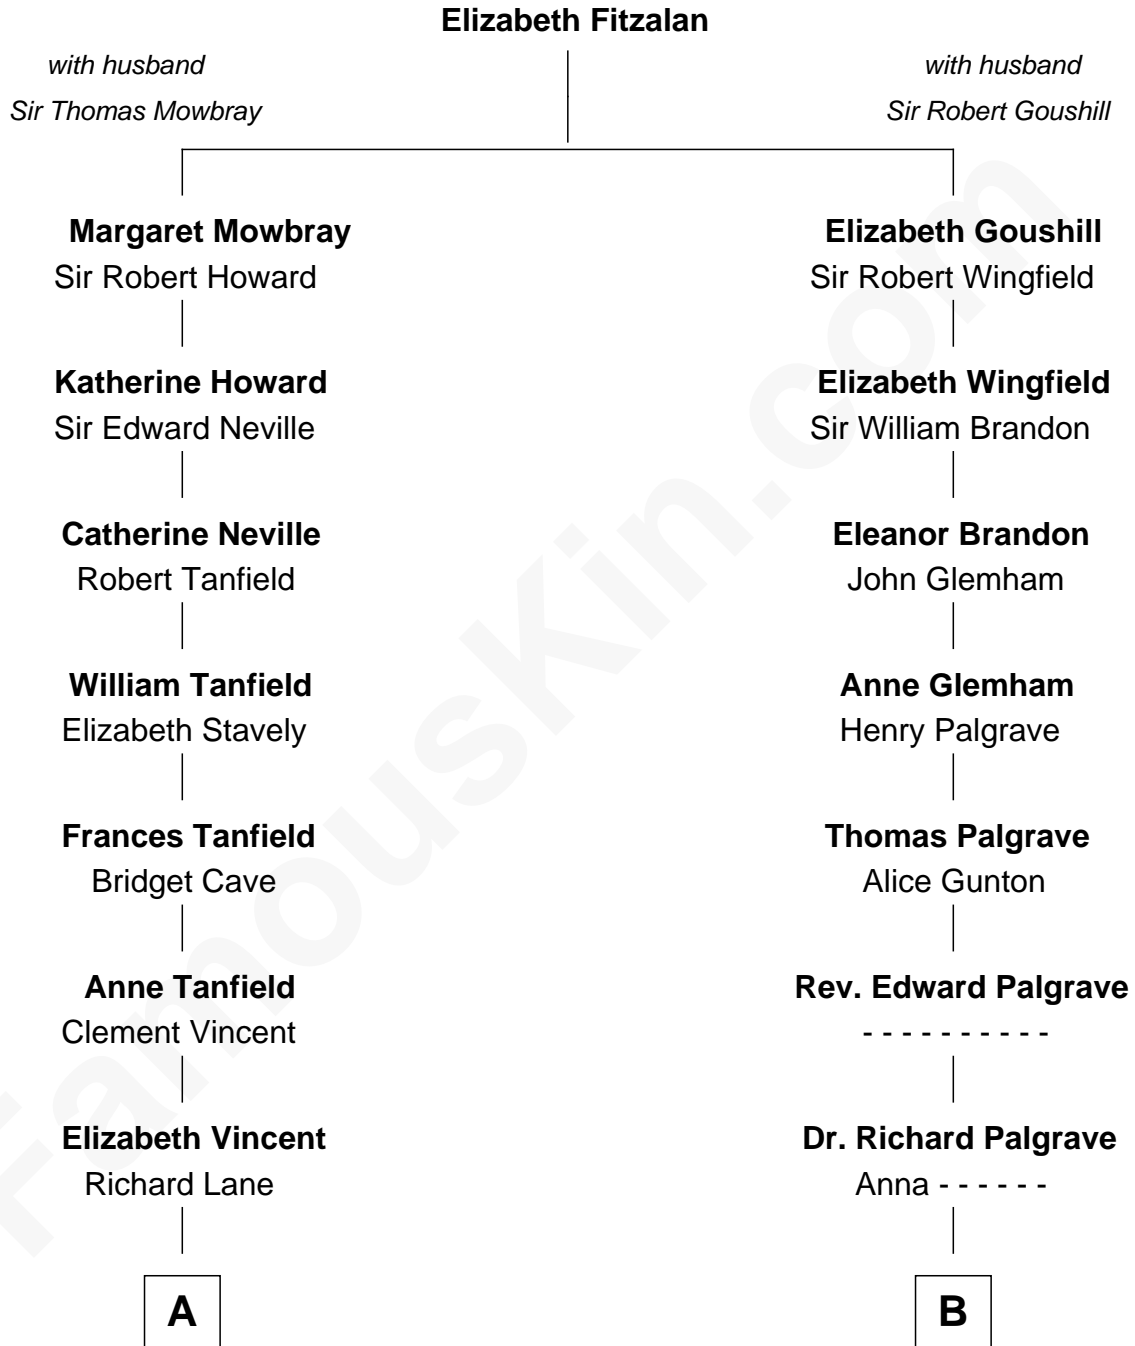 Elizabeth Fitzalan
with husband
Sir Thomas Mowbray
with husband
Sir Robert Goushill
Margaret Mowbray
Sir Robert Howard
Elizabeth Goushill
Sir Robert Wingfield
Katherine Howard
Sir Edward Neville
Elizabeth Wingfield
Sir William Brandon
Catherine Neville
Robert Tanfield
Eleanor Brandon
John Glemham
William Tanfield
Elizabeth Stavely
Anne Glemham
Henry Palgrave
Frances Tanfield
Bridget Cave
Thomas Palgrave
Alice Gunton
Anne Tanfield
Clement Vincent
Rev. Edward Palgrave
- - - - - - - - - -
Elizabeth Vincent
Richard Lane
Dr. Richard Palgrave
Anna - - - - - -
A
B
FamousKin.com